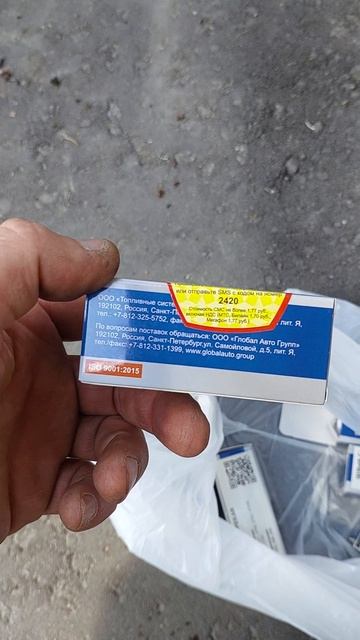 или отправьте SMS с кодом на номер
2420
Стоимость СМС не более 1,77 руб.,
включая НДС (МТС, Билайн 1,70 руб.,
Мегафон 1,77 руб.)
ООО «Топливные систе
192102, Россия, Санкт-П
тел. : +7-812-325-5752, фак
лит. Я,
По вопросам поставок обращаться: ООО «Глобал Авто Групп»
192102, Россия, Санкт-Петербург,ул. Самойловой, д.5, лит. Я,
тел./факс: +7-812-331-1399, www.globalauto.group
ISO 9001:2015